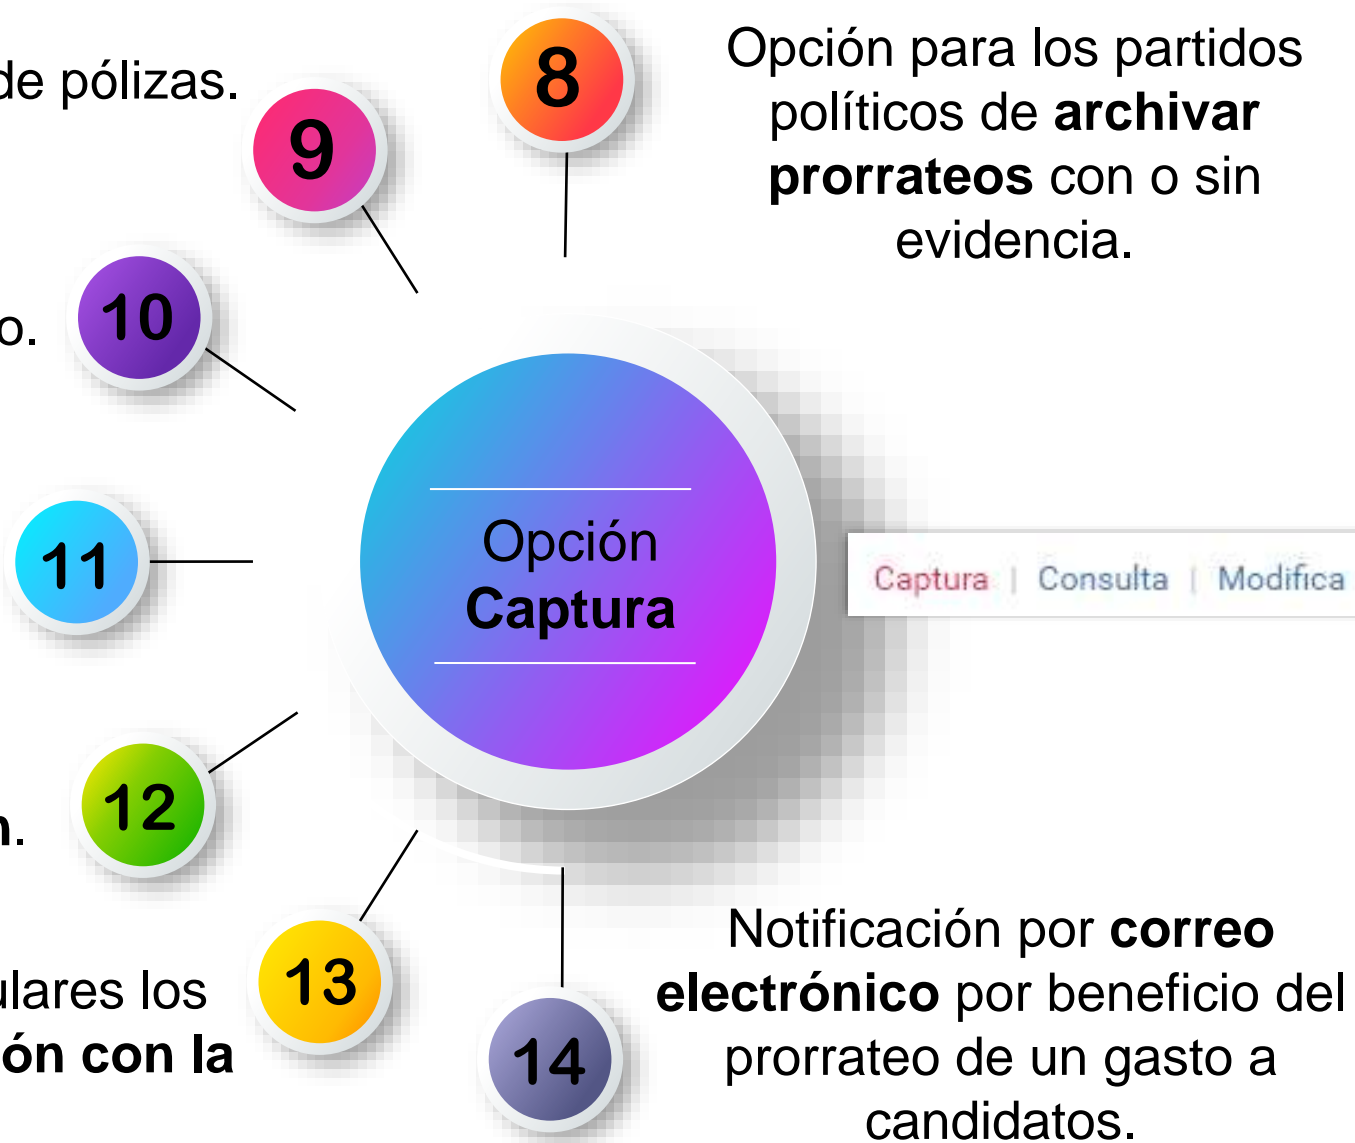 8
Opción para los partidos
políticos de archivar
prorrateos con o sin
evidencia.
de pólizas.
9
10
11
Opción
Captura
Captura | Consulta | Modifica
12
13
ón con la
14
Notificación por correo
electrónico por beneficio del
prorrateo de un gasto a
candidatos.